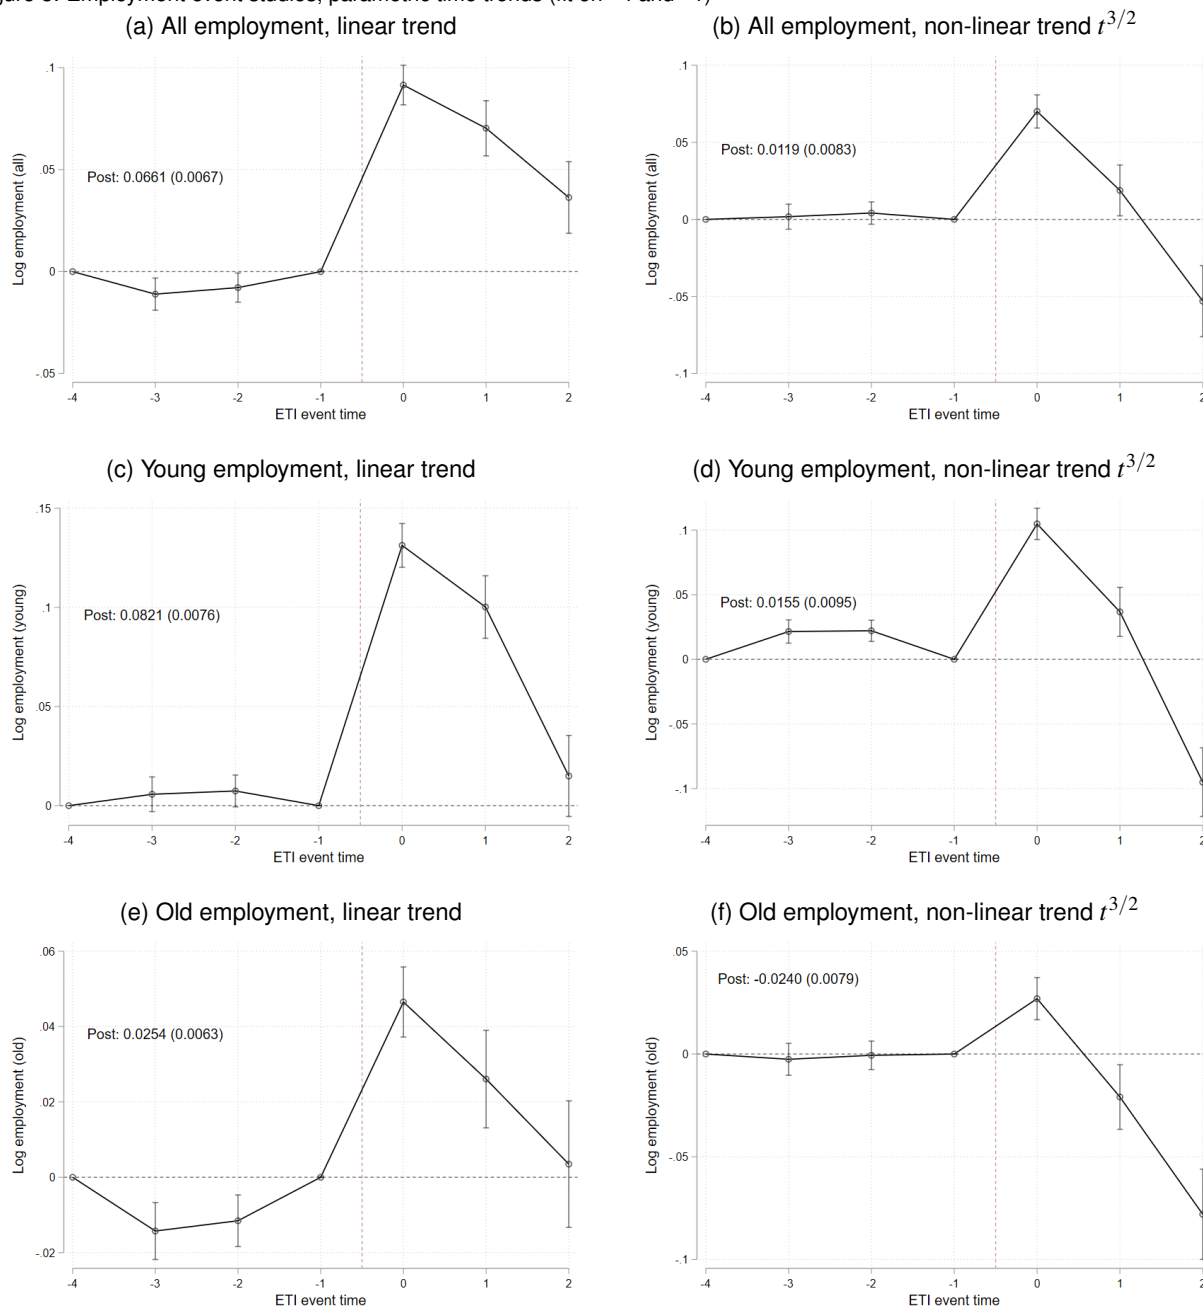 (a) All employment, linear trend
.1
.05
0
-.05
Log employment (all)
Post: 0.0661 (0.0067)
-4 -3 -2 -1 0 1 2
ETI event time
(b) All employment, non-linear trend t^{3/2}
.1
.05
0
-.05
-.1
Log employment (all)
Post: 0.0119 (0.0083)
-4 -3 -2 -1 0 1 2
ETI event time
(c) Young employment, linear trend
.15
.1
.05
0
Log employment (young)
Post: 0.0821 (0.0076)
-4 -3 -2 -1 0 1 2
ETI event time
(d) Young employment, non-linear trend t^{3/2}
.1
.05
0
-.05
-.1
Log employment (young)
Post: 0.0155 (0.0095)
-4 -3 -2 -1 0 1 2
ETI event time
(e) Old employment, linear trend
.06
.04
.02
0
-.02
Log employment (old)
Post: 0.0254 (0.0063)
-4 -3 -2 -1 0 1 2
ETI event time
(f) Old employment, non-linear trend t^{3/2}
.05
0
-.05
-.1
Log employment (old)
Post: -0.0240 (0.0079)
-4 -3 -2 -1 0 1 2
ETI event time